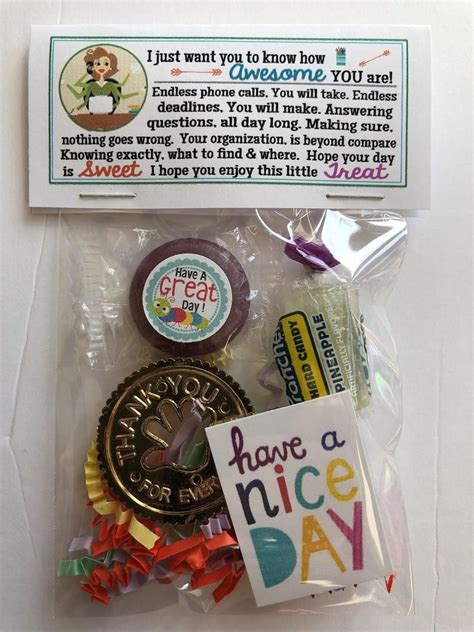 I just want you to know how
Awesome YOU are!
Endless phone calls, You will take. Endless
deadlines, You will make. Answering
questions, all day long. Making sure,
nothing goes wrong. Your organization, is beyond compare
Knowing exactly, what to find & where. Hope your day
is Sweet I hope you enjoy this little Treat
Have A
Great
Day!
HARD CANDY
PINEAPPLE
THANK YOU
FOR EVERY
have a
nice
DAY